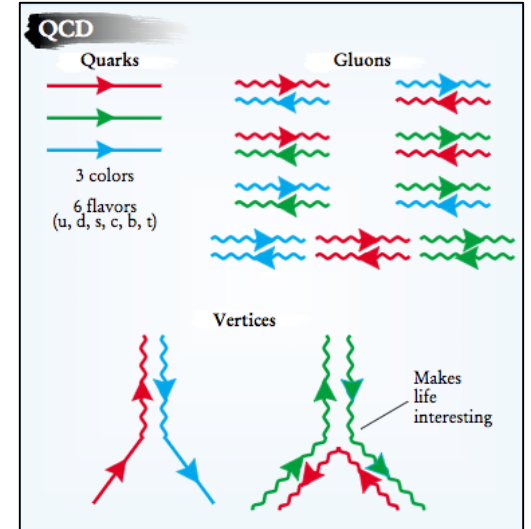 QCD
Quarks
Gluons
3 colors
6 flavors
(u, d, s, c, b, t)
Vertices
Makes
life
interesting